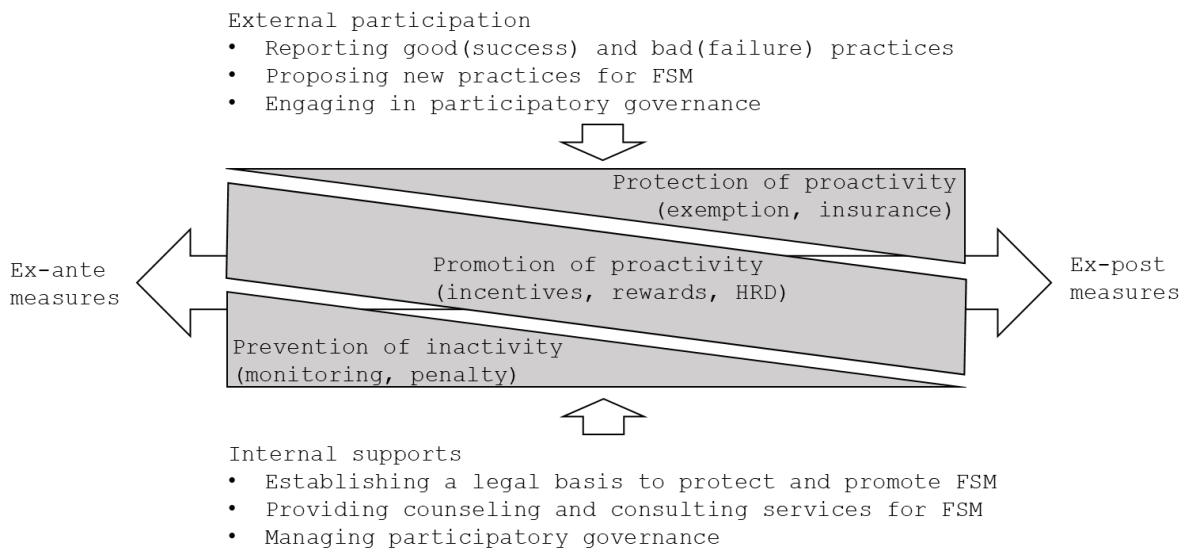 External participation
• Reporting good(success) and bad(failure) practices
• Proposing new practices for FSM
• Engaging in participatory governance
Protection of proactivity
(exemption, insurance)
Ex-ante
measures
Promotion of proactivity
(incentives, rewards, HRD)
Ex-post
measures
Prevention of inactivity
(monitoring, penalty)
Internal supports
• Establishing a legal basis to protect and promote FSM
• Providing counseling and consulting services for FSM
• Managing participatory governance